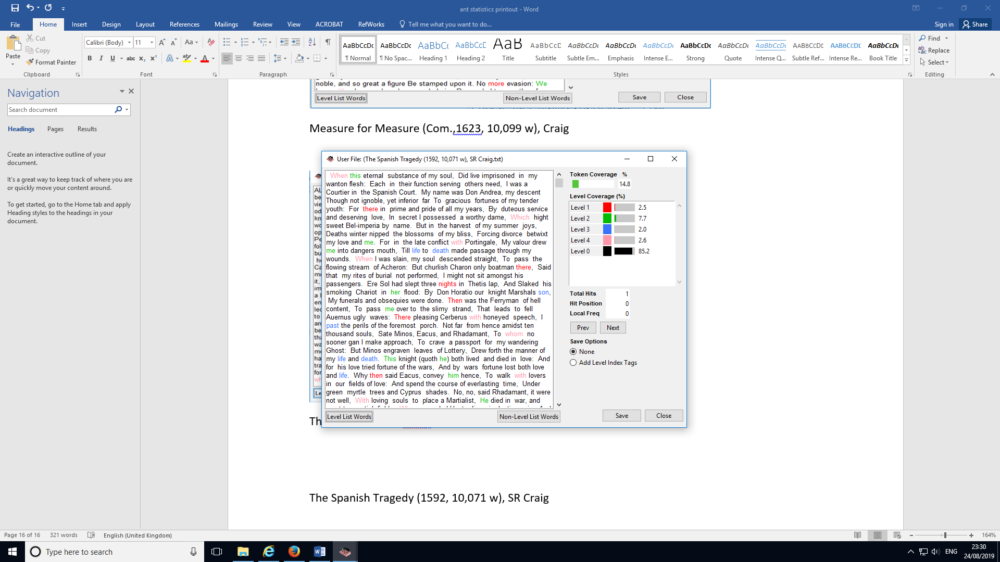 ant statistics printout - Word
File Home Insert Design Layout References Mailings Review View ACROBAT RefWorks Tell me what you want to do... Sign in Share
Paste
Cut
Copy
Format Painter
Calibri (Body) 11
AaBbCcDc AaBbCcDc AaBbCc AaBbCcD AaB AaBbCcD AaBbCcDc AaBbCcDc AaBbCcDc AaBbCcDc AaBbCcDc AaBbCcDc AABBCCDE AABBCCDE AaBbCcDc
¶ Normal ¶ No Spac... Heading 1 Heading 2 Title Subtitle Subtle Em... Emphasis Intense E... Strong Quote Intense Q... Subtle Ref... Intense Re... Book Title
Find
Replace
Select
Clipboard Font Paragraph Styles Editing
Navigation
Search document
Headings Pages Results
Create an interactive outline of your
document.
It's a great way to keep track of where you are
or quickly move your content around.
To get started, go to the Home tab and apply
Heading styles to the headings in your
document.
noble, and so great a figure Be stamped upon it. No more evasion: We
Level List Words Non-Level List Words Save Close
Measure for Measure (Com.,1623, 10,099 w), Craig
User File: (The Spanish Tragedy (1592, 10,071 w), SR Craig.txt)
When this eternal substance of my soul, Did live imprisoned in my
wanton flesh: Each in their function serving others need, I was a
Courtier in the Spanish Court. My name was Don Andrea, my descent
Though not ignoble, yet inferior far To gracious fortunes of my tender
youth: For there in prime and pride of all my years, By duteous service
and deserving love, In secret I possessed a worthy dame, Which hight
sweet Bel-imperia by name. But in the harvest of my summer joys,
Deaths winter nipped the blossoms of my bliss, Forcing divorce betwixt
my love and me. For in the late conflict with Portingale, My valour drew
me into dangers mouth, Till life to death made passage through my
wounds. When I was slain, my soul descended straight, To pass the
flowing stream of Acheron: But churlish Charon only boatman there, Said
that my rites of burial not performed, I might not sit amongst his
passengers. Ere Sol had slept three nights in Thetis lap, And Slaked his
smoking Chariot in her flood: By Don Horatio our knight Marshals son,
My funerals and obsequies were done. Then was the Ferryman of hell
content, To pass me over to the slimy strand, That leads to fell
Auernus ugly waves: There pleasing Cerberus with honeyed speech, I
past the perils of the foremost porch. Not far from hence amidst ten
thousand souls, Sate Minos, Eacus, and Rhadamant, To whom no
sooner gan I make approach, To crave a passport for my wandering
Ghost: But Minos engraven leaves of Lottery, Drew forth the manner of
my life and death. This knight (quoth he) both lived and died in love: And
for his love tried fortune of the wars, And by wars fortune lost both love
and life. Why then said Eacus, convey him hence, To walk with lovers
in our fields of love: And spend the course of everlasting time, Under
green myrtle trees and Cyprus shades. No, no, said Rhadamant, it were
not well, With loving souls to place a Martialist, He died in war, and
Level List Words Non-Level List Words
Token Coverage %
14.8
Level Coverage (%)
Level 1 2.5
Level 2 7.7
Level 3 2.0
Level 4 2.6
Level 0 85.2
Total Hits 1
Hit Position 0
Local Freq 0
Prev Next
Save Options
None
Add Level Index Tags
Save Close
The Spanish Tragedy (1592, 10,071 w), SR Craig
Page 16 of 16 321 words English (United Kingdom) 164%
Type here to search
ENG
23:30
24/08/2019